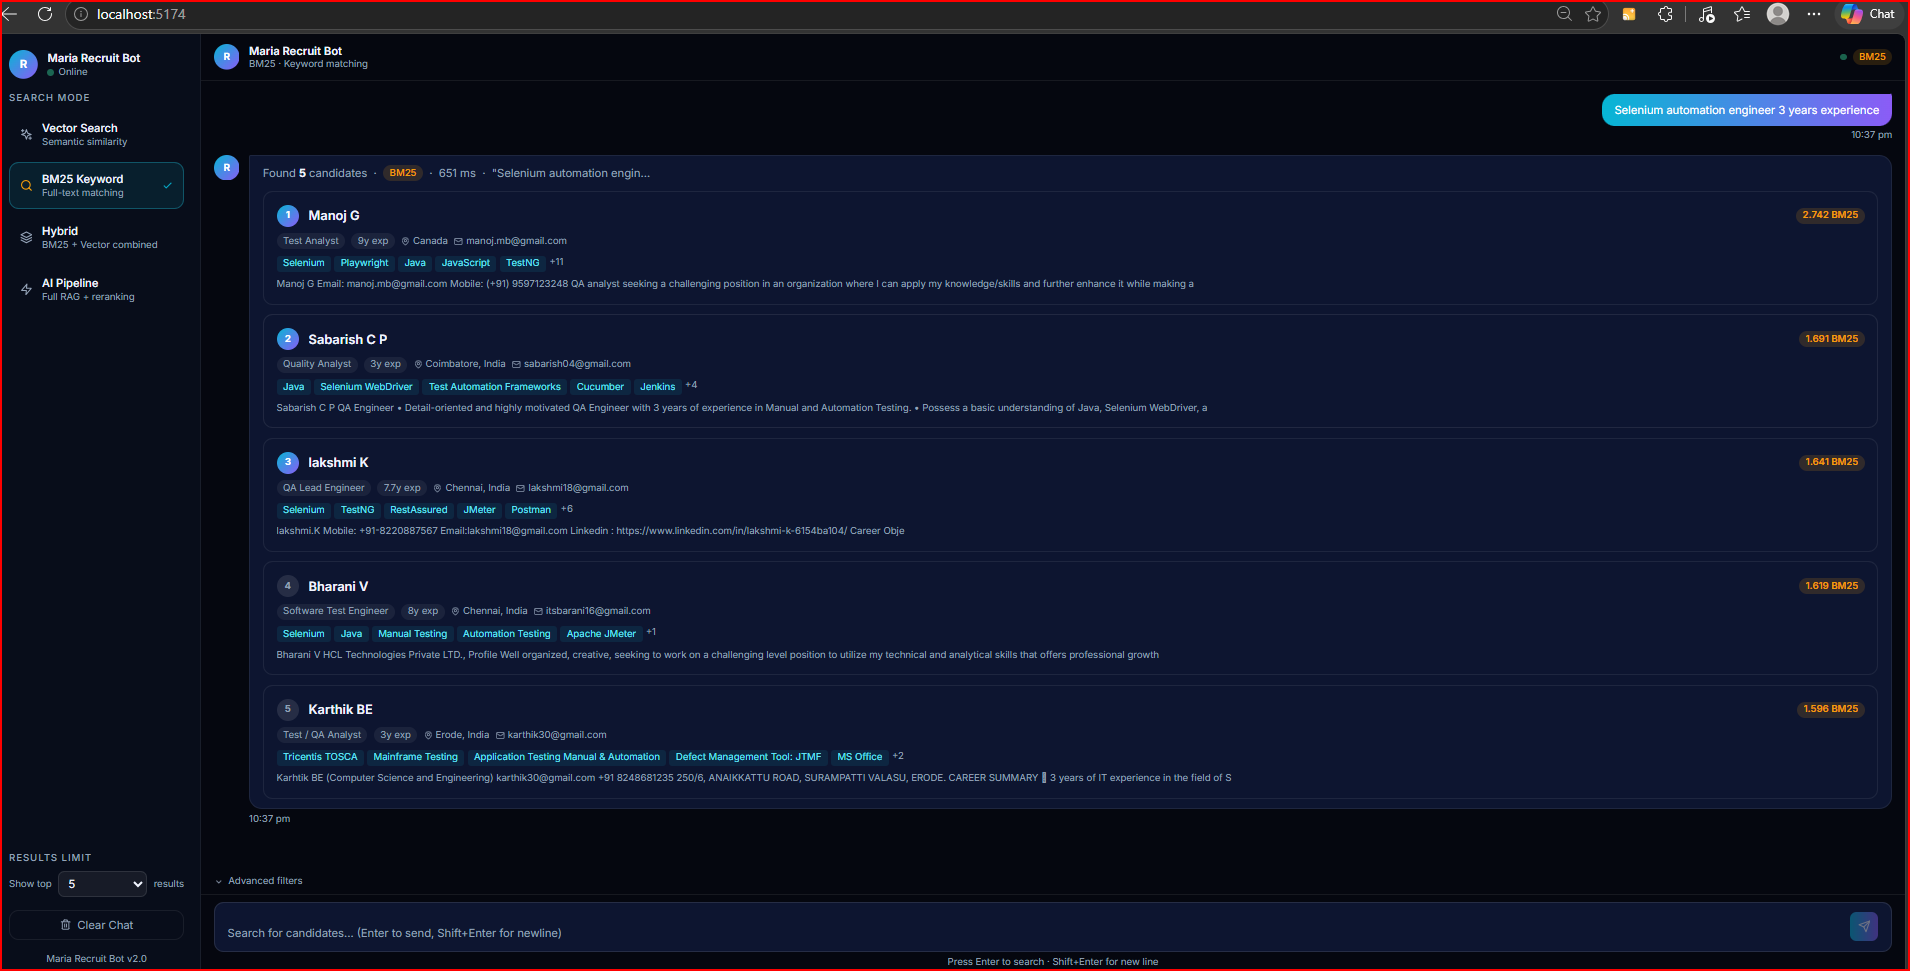 localhost:5174
Chat
R
Maria Recruit Bot
Online
SEARCH MODE
Vector Search
Semantic similarity
BM25 Keyword
Full-text matching
Hybrid
BM25 + Vector combined
AI Pipeline
Full RAG + reranking
RESULTS LIMIT
Show top 5 results
Clear Chat
Maria Recruit Bot v2.0
R
Maria Recruit Bot
BM25 · Keyword matching
BM25
Selenium automation engineer 3 years experience
10:37 pm
R
Found 5 candidates · BM25 · 651 ms · "Selenium automation engin...
1 Manoj G 2.742 BM25
Test Analyst 9y exp Canada manoj.mb@gmail.com
Selenium Playwright Java JavaScript TestNG +11
Manoj G Email: manoj.mb@gmail.com Mobile: (+91) 9597123248 QA analyst seeking a challenging position in an organization where I can apply my knowledge/skills and further enhance it while making a
2 Sabarish C P 1.691 BM25
Quality Analyst 3y exp Coimbatore, India sabarish04@gmail.com
Java Selenium WebDriver Test Automation Frameworks Cucumber Jenkins +4
Sabarish C P QA Engineer • Detail-oriented and highly motivated QA Engineer with 3 years of experience in Manual and Automation Testing. • Possess a basic understanding of Java, Selenium WebDriver, a
3 lakshmi K 1.641 BM25
QA Lead Engineer 7.7y exp Chennai, India lakshmi18@gmail.com
Selenium TestNG RestAssured JMeter Postman +6
lakshmi.K Mobile: +91-8220887567 Email:lakshmi18@gmail.com Linkedin : https://www.linkedin.com/in/lakshmi-k-6154ba104/ Career Obje
4 Bharani V 1.619 BM25
Software Test Engineer 8y exp Chennai, India itsbarani16@gmail.com
Selenium Java Manual Testing Automation Testing Apache JMeter +1
Bharani V HCL Technologies Private LTD., Profile Well organized, creative, seeking to work on a challenging level position to utilize my technical and analytical skills that offers professional growth
5 Karthik BE 1.596 BM25
Test / QA Analyst 3y exp Erode, India karthik30@gmail.com
Tricentis TOSCA Mainframe Testing Application Testing Manual & Automation Defect Management Tool: JTMF MS Office +2
Karhtik BE (Computer Science and Engineering) karthik30@gmail.com +91 8248681235 250/6, ANAIKKATTU ROAD, SURAMPATTI VALASU, ERODE. CAREER SUMMARY 3 years of IT experience in the field of S
10:37 pm
Advanced filters
Search for candidates... (Enter to send, Shift+Enter for newline)
Press Enter to search · Shift+Enter for new line